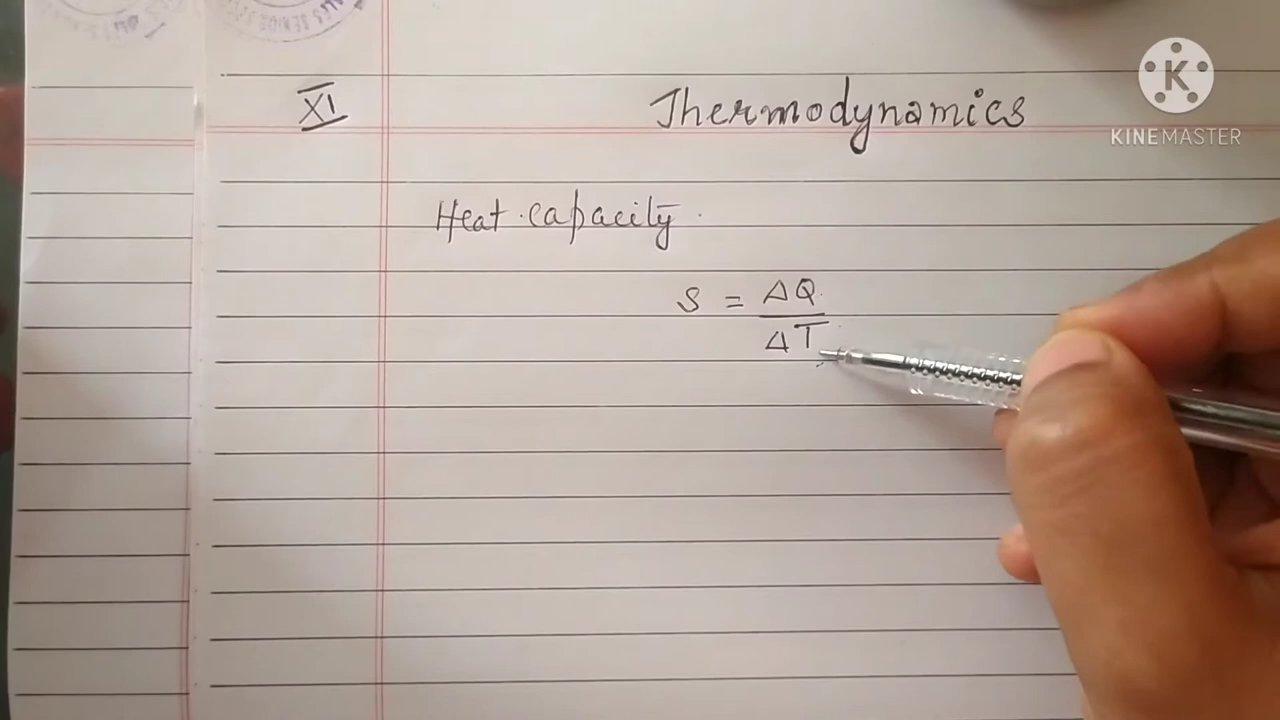 XI
Thermodynamics
K
KINEMASTER
Heat capacity.
S = ΔQ
ΔT